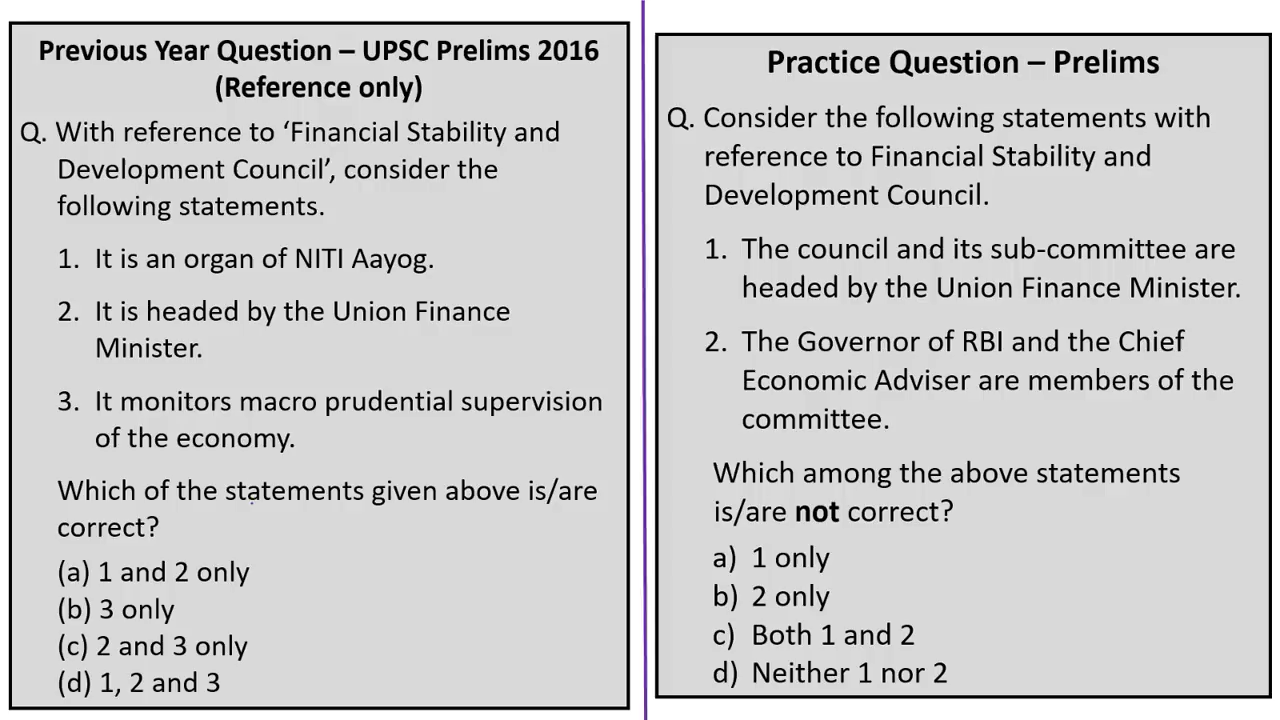 Previous Year Question – UPSC Prelims 2016
(Reference only)
Q. With reference to ‘Financial Stability and
Development Council’, consider the
following statements.
1. It is an organ of NITI Aayog.
2. It is headed by the Union Finance
Minister.
3. It monitors macro prudential supervision
of the economy.
Which of the statements given above is/are
correct?
(a) 1 and 2 only
(b) 3 only
(c) 2 and 3 only
(d) 1, 2 and 3
Practice Question – Prelims
Q. Consider the following statements with
reference to Financial Stability and
Development Council.
1. The council and its sub-committee are
headed by the Union Finance Minister.
2. The Governor of RBI and the Chief
Economic Adviser are members of the
committee.
Which among the above statements
is/are not correct?
a) 1 only
b) 2 only
c) Both 1 and 2
d) Neither 1 nor 2